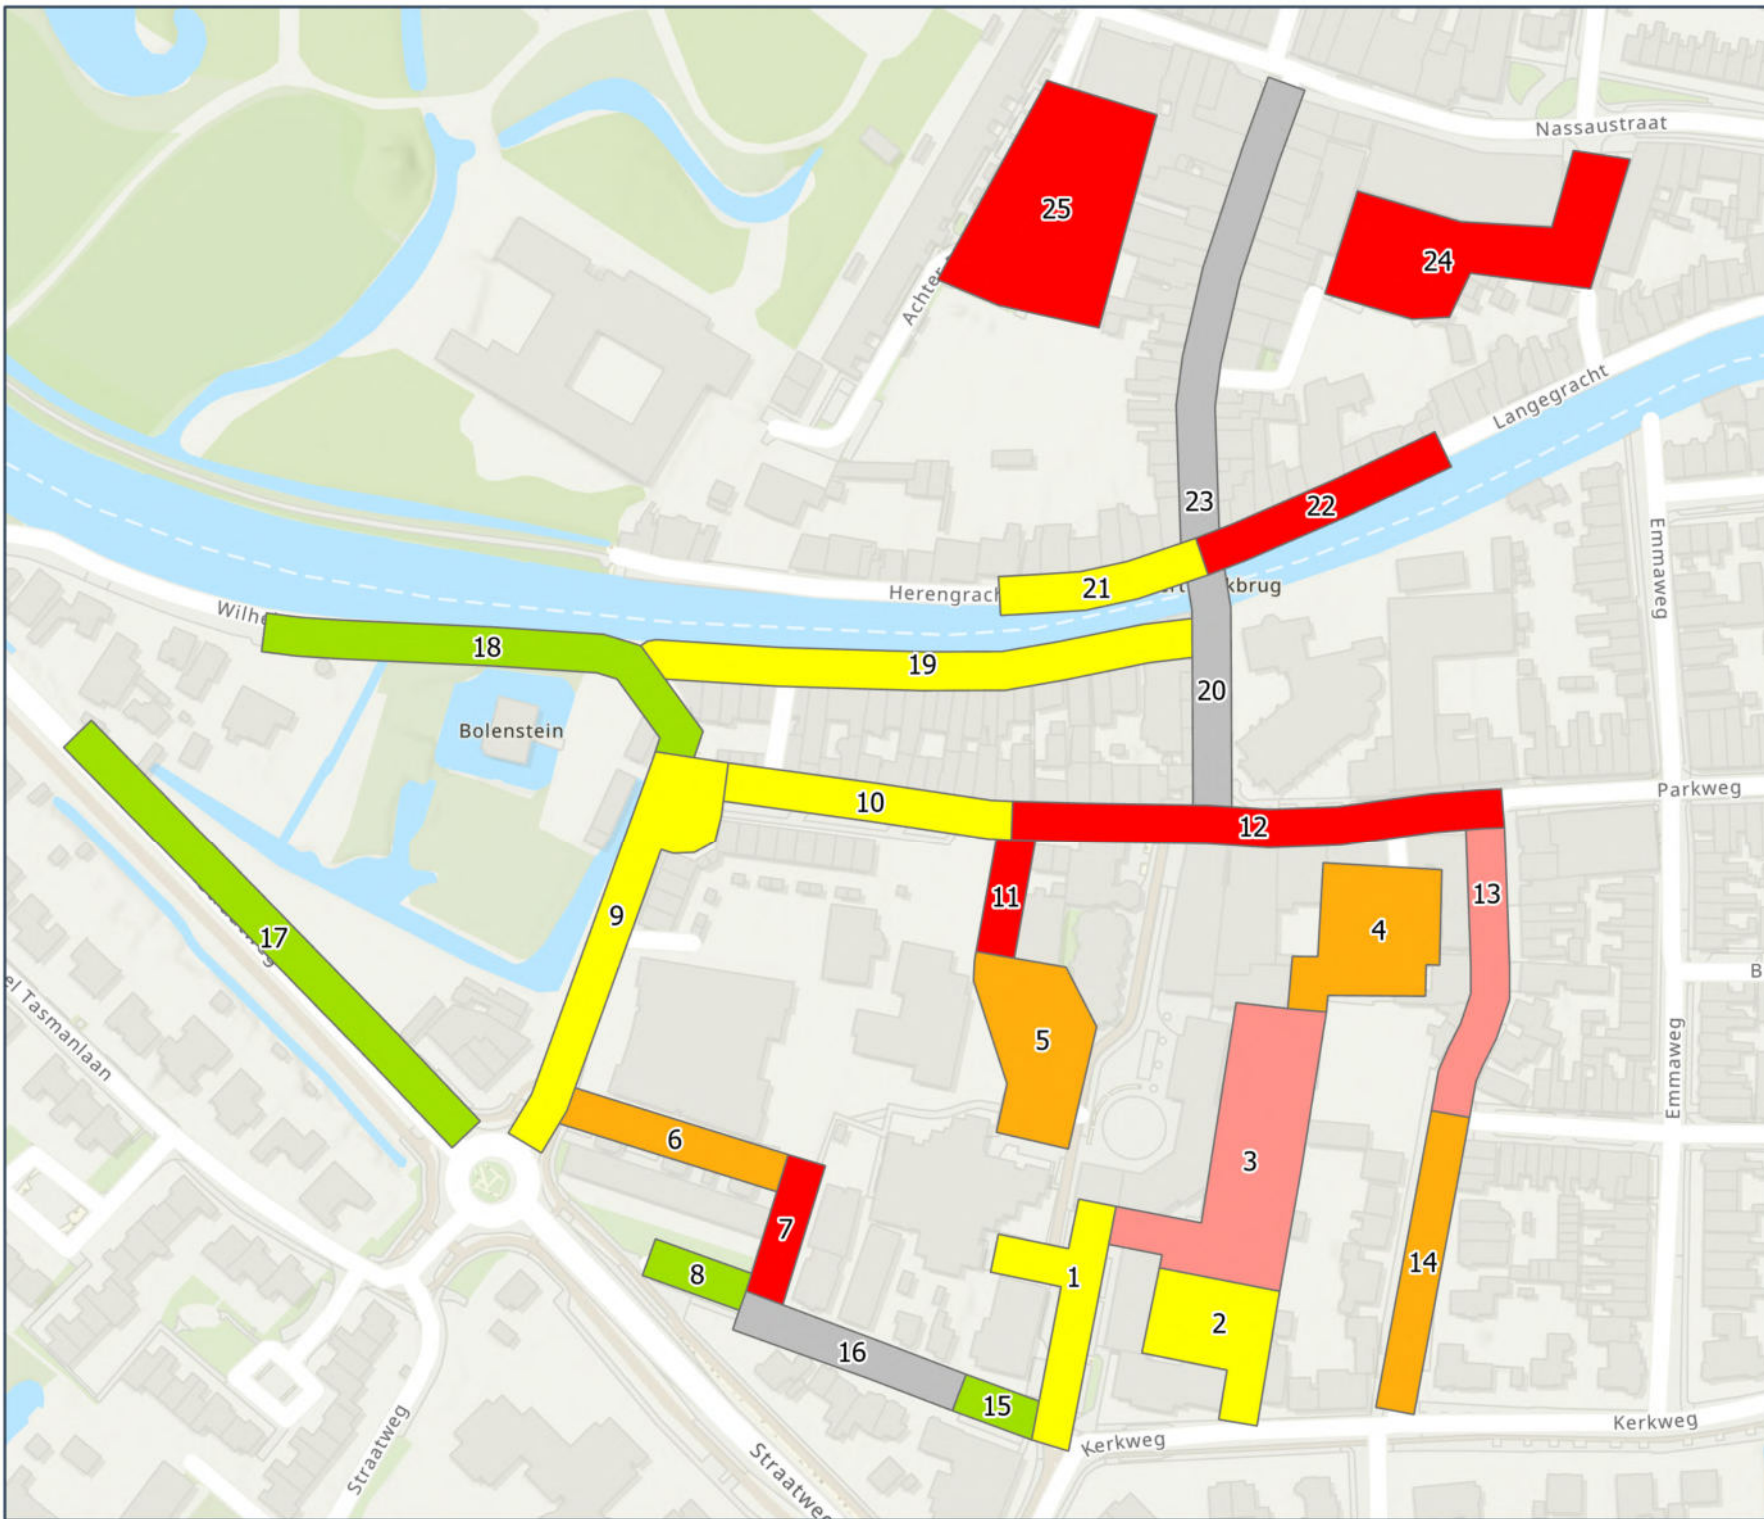 Nassaustraat
25
24
Achter
Langegracht
23
22
Emmaweg
21
Herengrach
kbrug
Wilhe
18
19
20
Bolenstein
Parkweg
10
12
13
11
9
4
17
5
el Tasmanlaan
B
Emmaweg
6
3
7
14
8
1
2
16
15
Kerkweg
Kerkweg
Straatweg
Straatweg